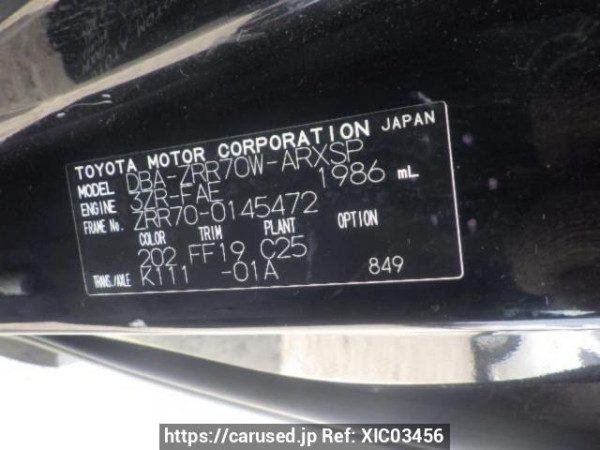 TOYOTA MOTOR CORPORATION JAPAN
MODEL DBA-ZRR70W-ARXSP
ENGINE 3ZR-FAE 1986 mL
FRAME No. ZRR70-0145472
COLOR TRIM PLANT OPTION
202 FF19 C25
TRANS./AXLE K111 -01A 849
https://carused.jp Ref: XIC03456